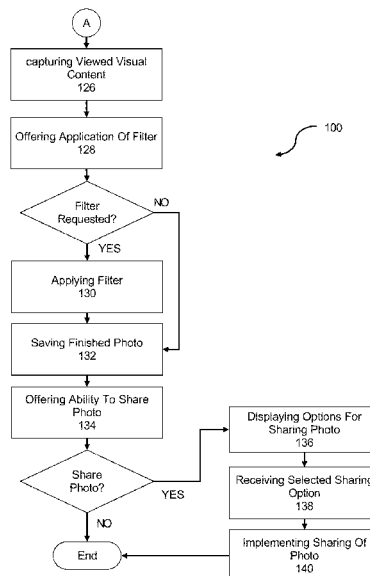 A
capturing Viewed Visual
Content
126
Offering Application Of Filter
128
100
Filter
Requested?
NO
YES
Applying Filter
130
Saving Finished Photo
132
Offering Ability To Share
Photo
134
Share
Photo?
YES
NO
End
Displaying Options For
Sharing Photo
136
Receiving Selected Sharing
Option
138
implementing Sharing Of
Photo
140